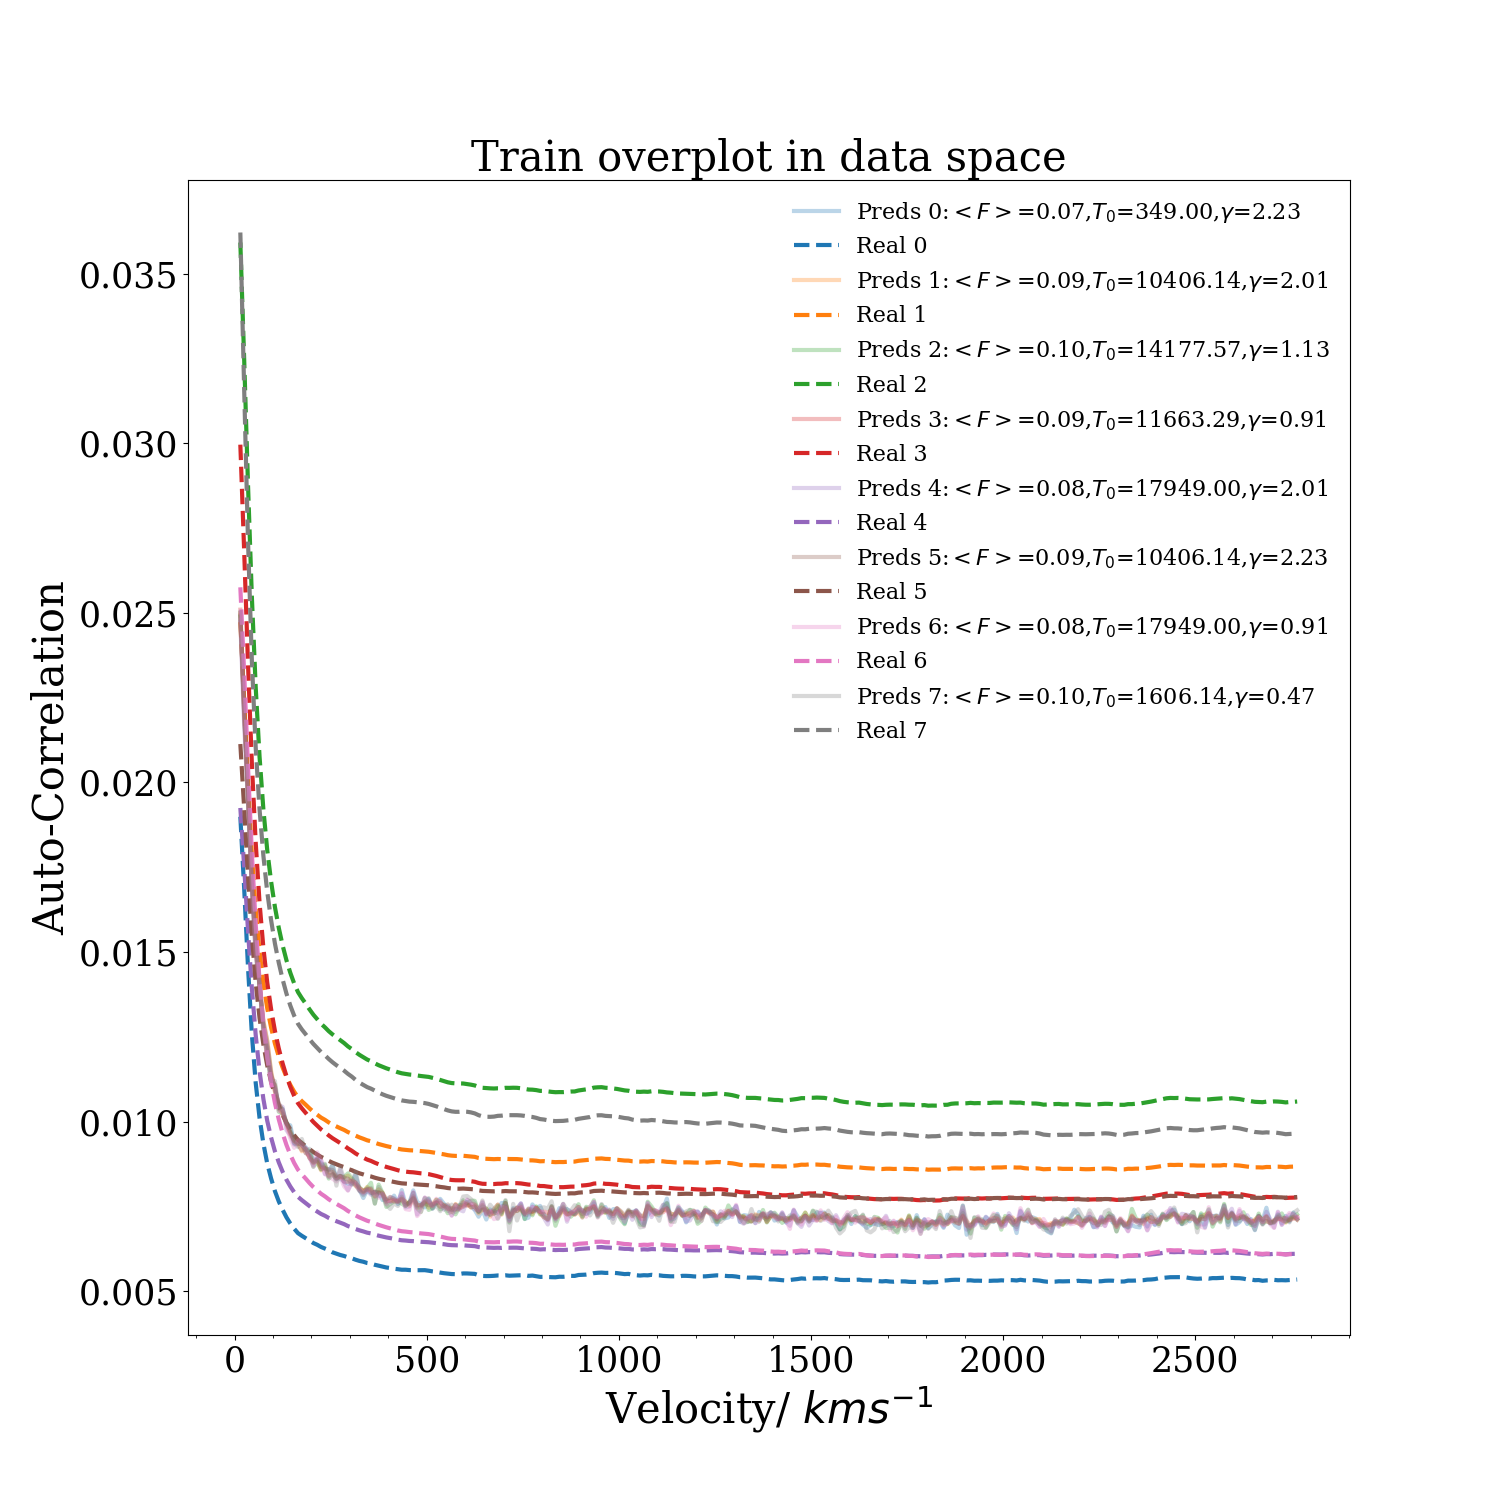 Train overplot in data space
Preds 0:< F >=0.07,T₀=349.00,γ=2.23
Real 0
Preds 1:< F >=0.09,T₀=10406.14,γ=2.01
Real 1
Preds 2:< F >=0.10,T₀=14177.57,γ=1.13
Real 2
Preds 3:< F >=0.09,T₀=11663.29,γ=0.91
Real 3
Preds 4:< F >=0.08,T₀=17949.00,γ=2.01
Real 4
Preds 5:< F >=0.09,T₀=10406.14,γ=2.23
Real 5
Preds 6:< F >=0.08,T₀=17949.00,γ=0.91
Real 6
Preds 7:< F >=0.10,T₀=1606.14,γ=0.47
Real 7
Auto-Correlation
0.035
0.030
0.025
0.020
0.015
0.010
0.005
0 500 1000 1500 2000 2500
Velocity/ kms⁻¹